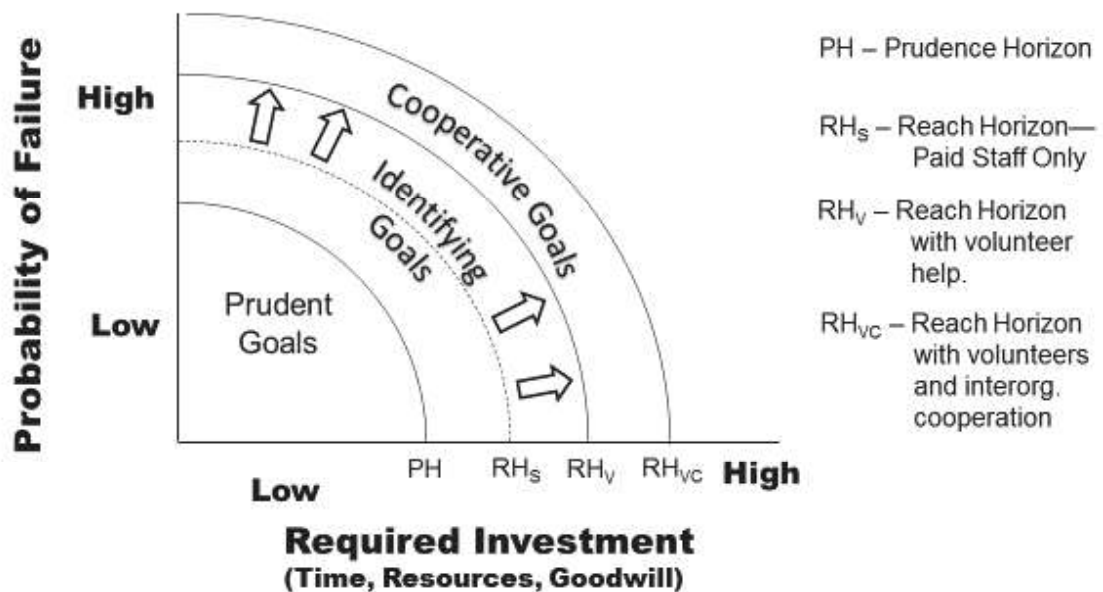 Probability of Failure
High
Low
Cooperative Goals
Identifying
Goals
Prudent
Goals
PH
RHS
RHV
RHVC
Low
High
Required Investment
(Time, Resources, Goodwill)
PH – Prudence Horizon
RHS – Reach Horizon—
Paid Staff Only
RHV – Reach Horizon
with volunteer
help.
RHVC – Reach Horizon
with volunteers
and interorg.
cooperation